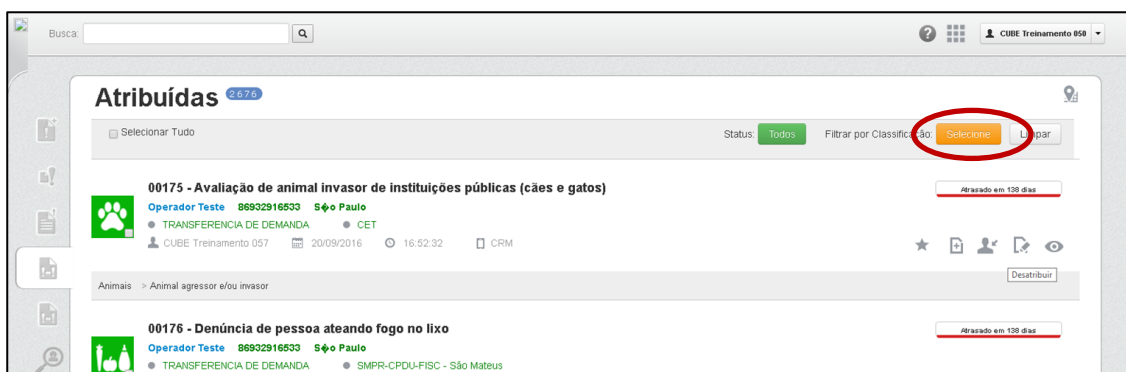 Busca:
CUBE Treinamento 050
Atribuídas 2676
Selecionar Tudo
Status: Todos Filtrar por Classificação: Selecione Limpar
00175 - Avaliação de animal invasor de instituições públicas (cães e gatos)
Atrasado em 138 dias
Operador Teste 86932916533 S�o Paulo
TRANSFERENCIA DE DEMANDA CET
CUBE Treinamento 057 20/09/2016 16:52:32 CRM
Desatribuir
Animais > Animal agressor e/ou invasor
00176 - Denúncia de pessoa ateando fogo no lixo
Atrasado em 138 dias
Operador Teste 86932916533 S�o Paulo
TRANSFERENCIA DE DEMANDA SMPR-CPDU-FISC - São Mateus